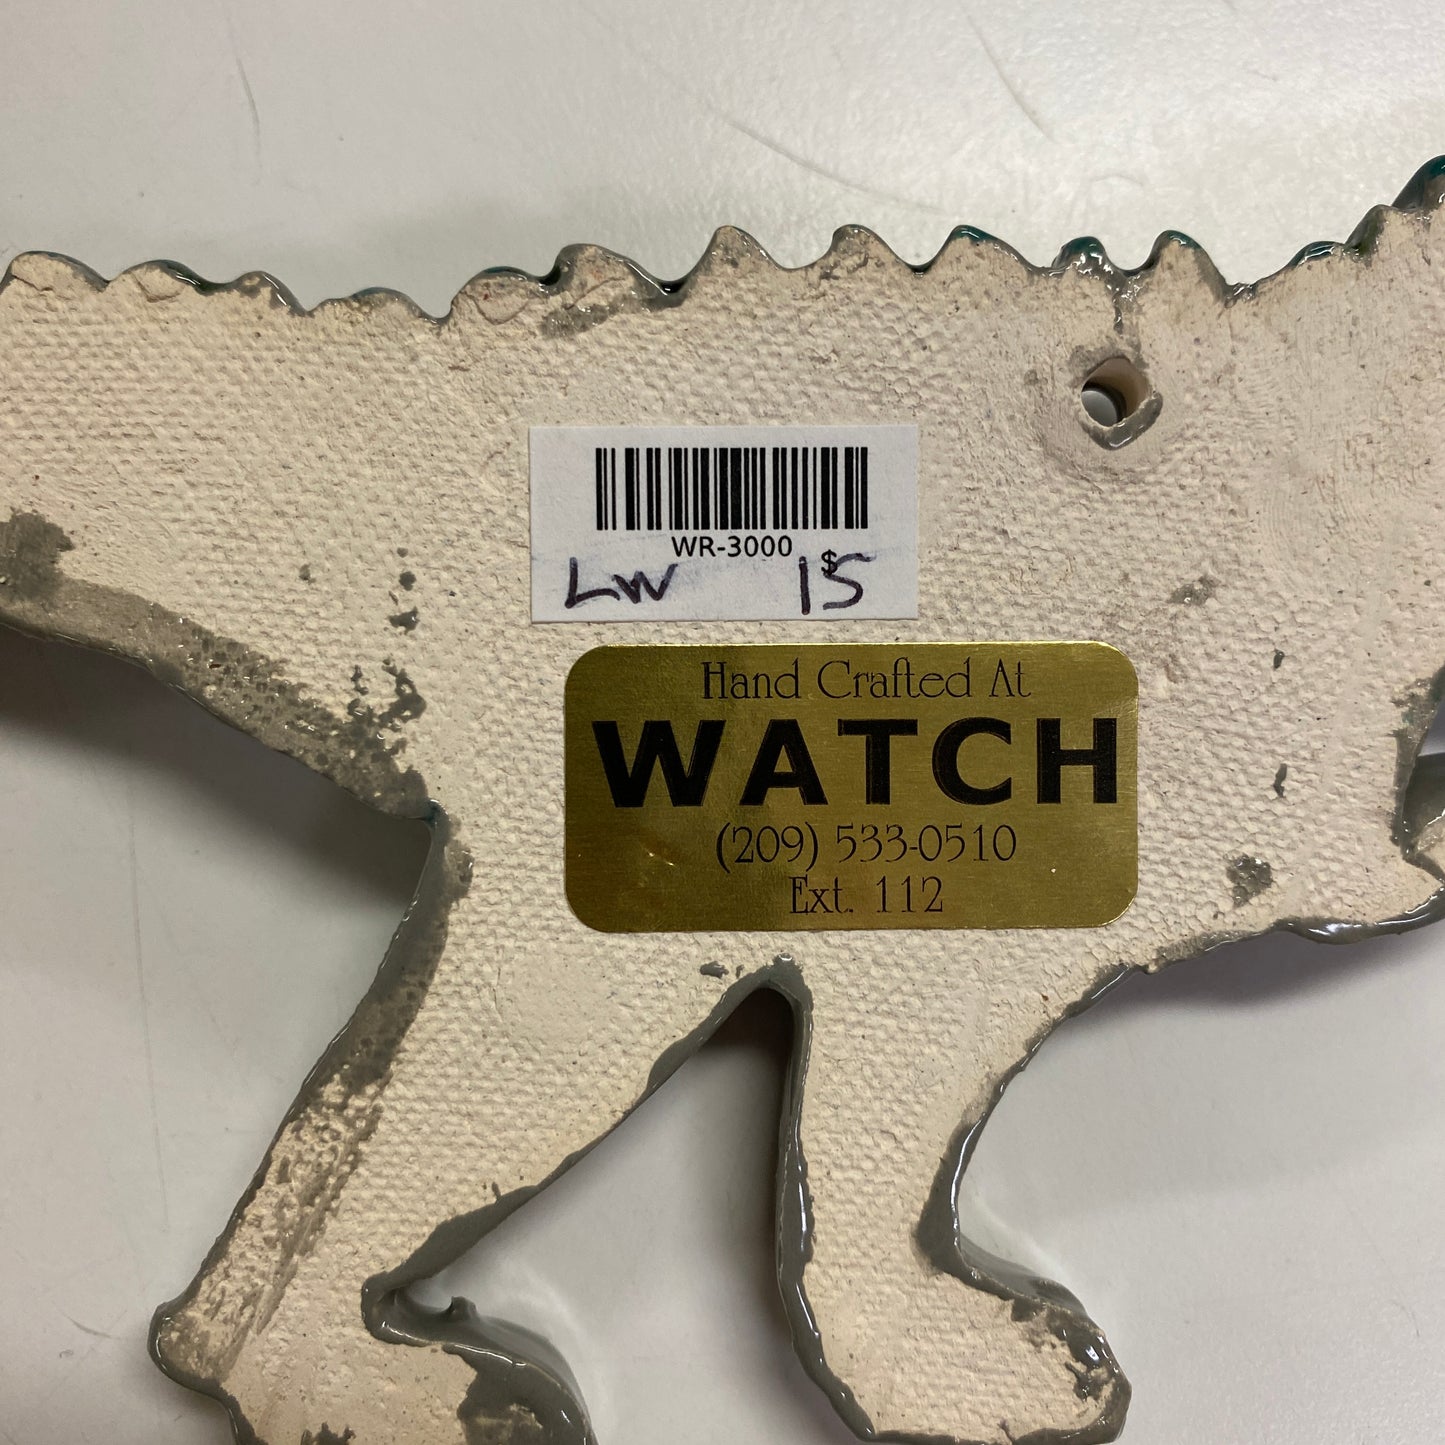 WR-3000
LW $15
Hand Crafted At
WATCH
(209) 533-0510
Ext. 112